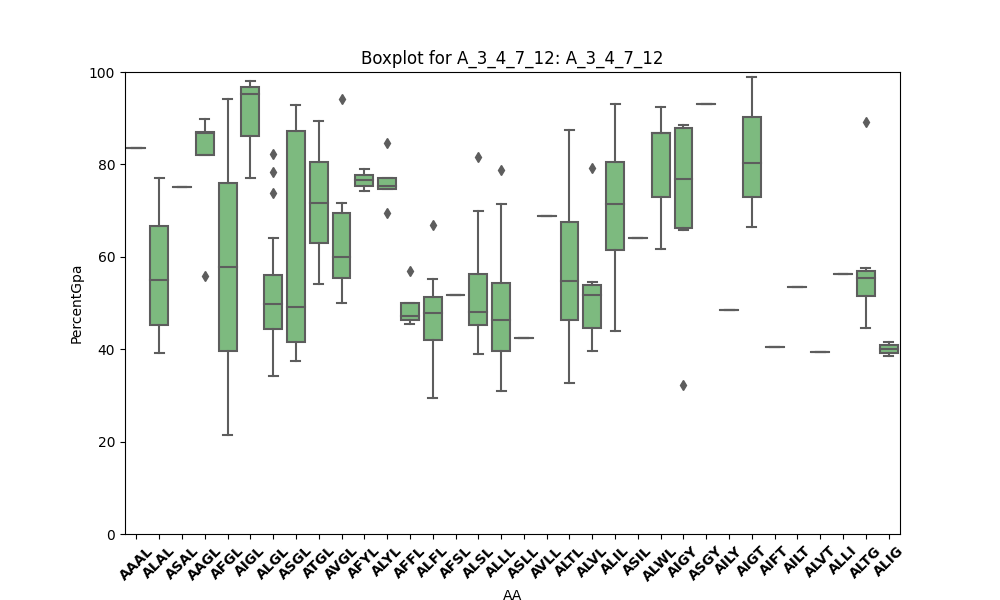 Boxplot for A_3_4_7_12: A_3_4_7_12
100
80
60
40
20
0
PercentGpa
AAAL ALAL ASAL AAGL AFGL AIGL ALGL ASGL ATGL AVGL AFYL ALYL AFFL ALFL AFSL ALSL ALLL ASLL AVLL ALTL ALVL ALIL ASIL ALWL AIGY ASGY AILY AIGT AIFT AILT ALVT ALLI ALTG ALIG
AA